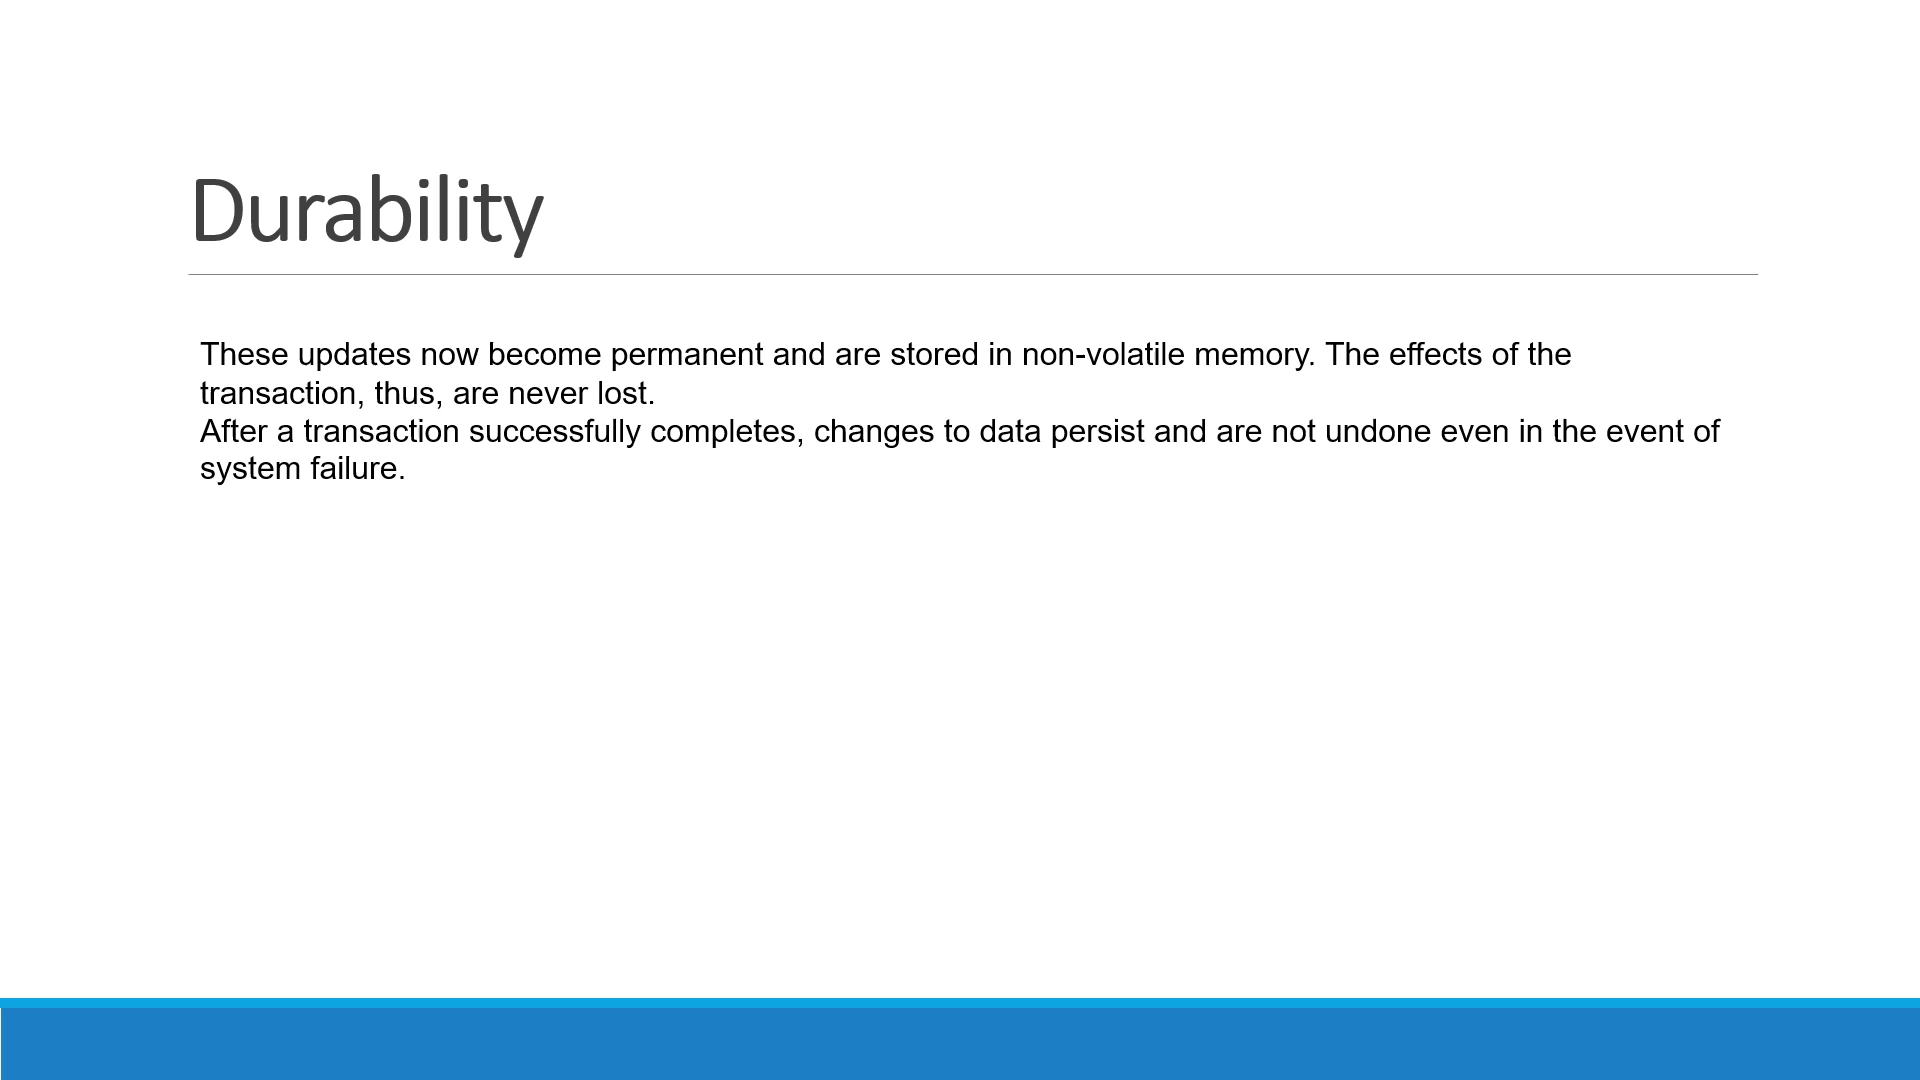 Durability
These updates now become permanent and are stored in non-volatile memory. The effects of the
transaction, thus, are never lost.
After a transaction successfully completes, changes to data persist and are not undone even in the event of
system failure.